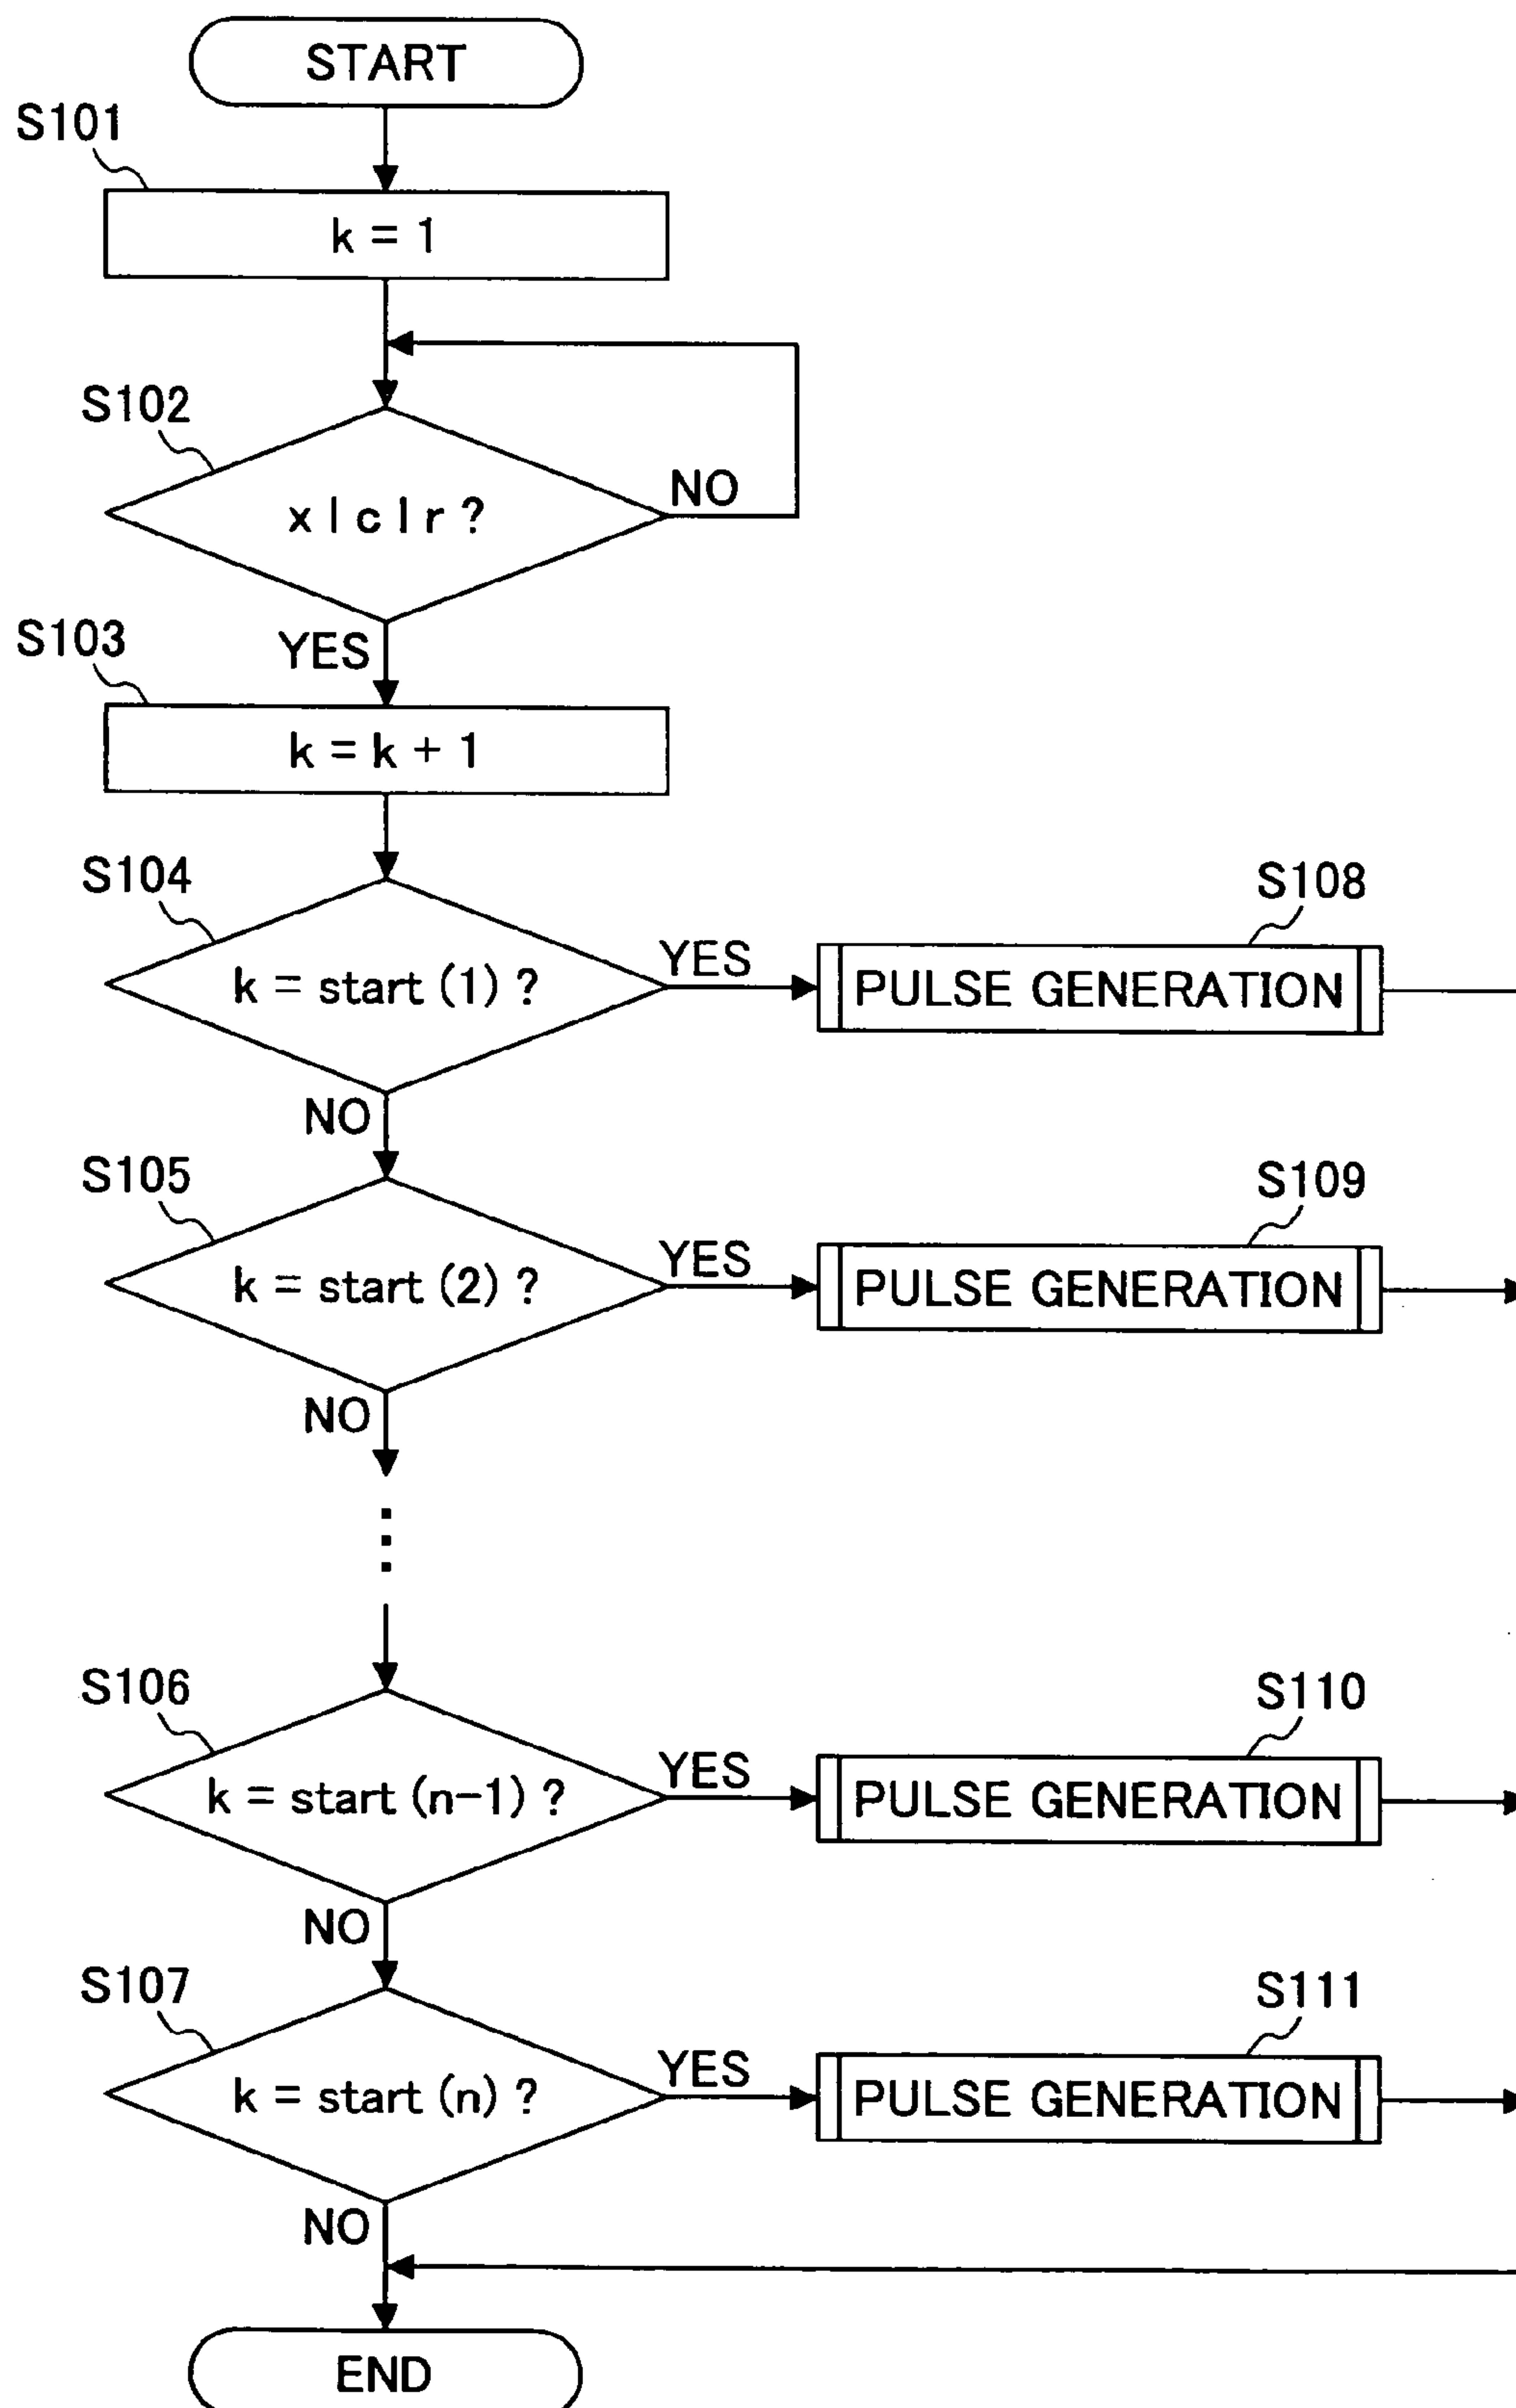 START
S101
k = 1
S102
xlclr ?
NO
S103
YES
k = k + 1
S104
k = start (1) ?
YES
S108
PULSE GENERATION
NO
S105
k = start (2) ?
YES
S109
PULSE GENERATION
NO
S106
k = start (n-1) ?
YES
S110
PULSE GENERATION
NO
S107
k = start (n) ?
YES
S111
PULSE GENERATION
NO
END